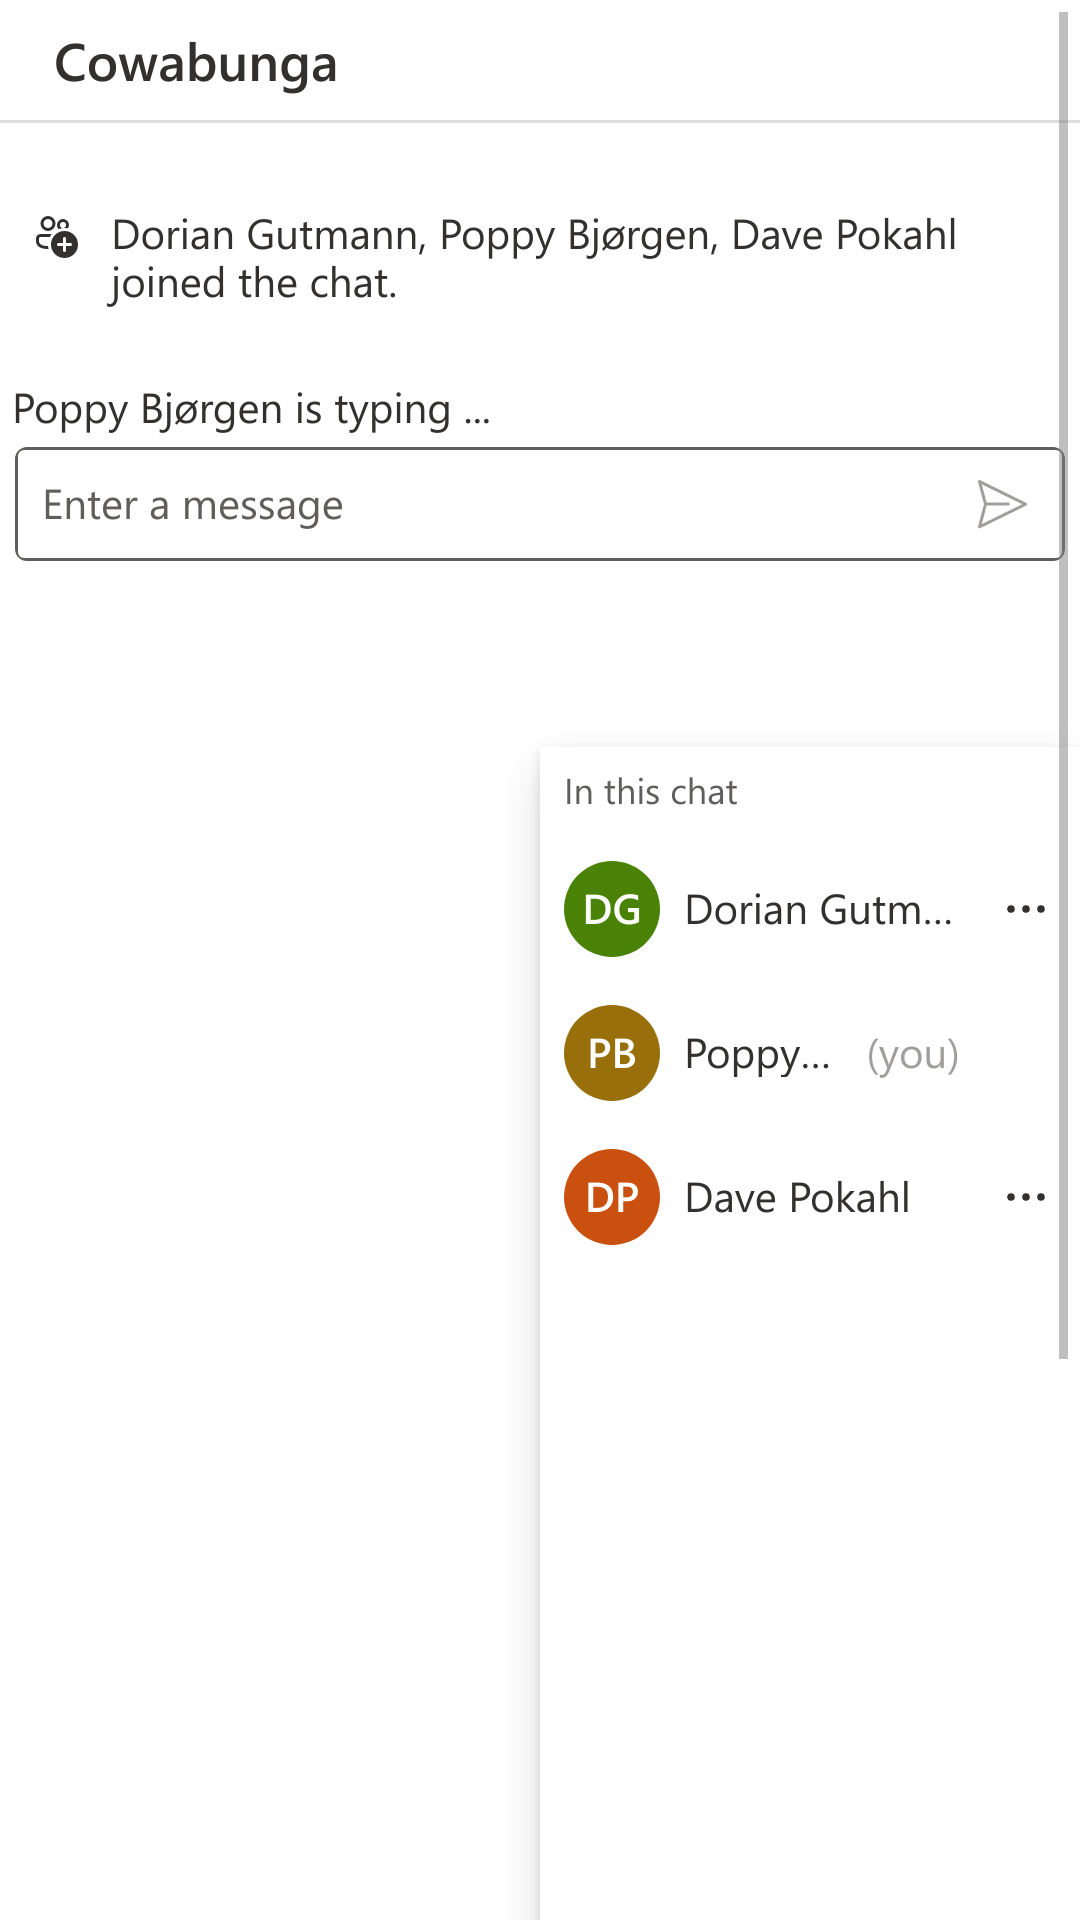 Cowabunga
Dorian Gutmann, Poppy Bjørgen, Dave Pokahl
joined the chat.
Poppy Bjørgen is typing ...
Enter a message
In this chat
DG Dorian Gutm...
PB Poppy... (you)
DP Dave Pokahl